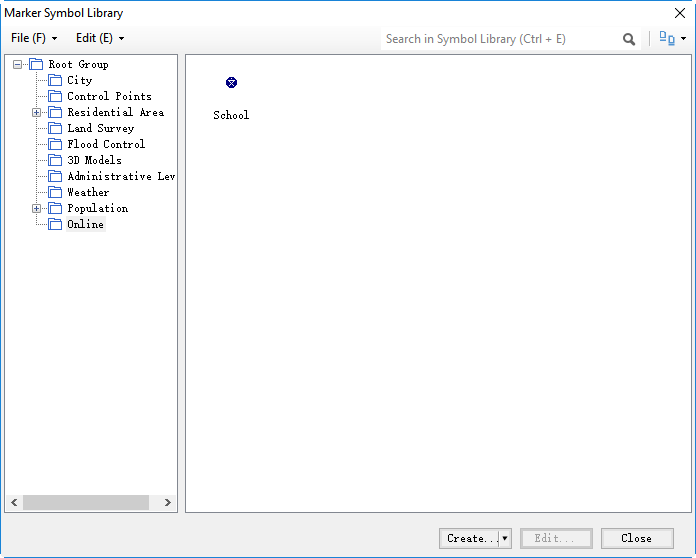 Marker Symbol Library
File (F) Edit (E) Search in Symbol Library (Ctrl + E)
Root Group
City
Control Points
Residential Area
Land Survey
Flood Control
3D Models
Administrative Lev
Weather
Population
Online
School
Create... Edit... Close